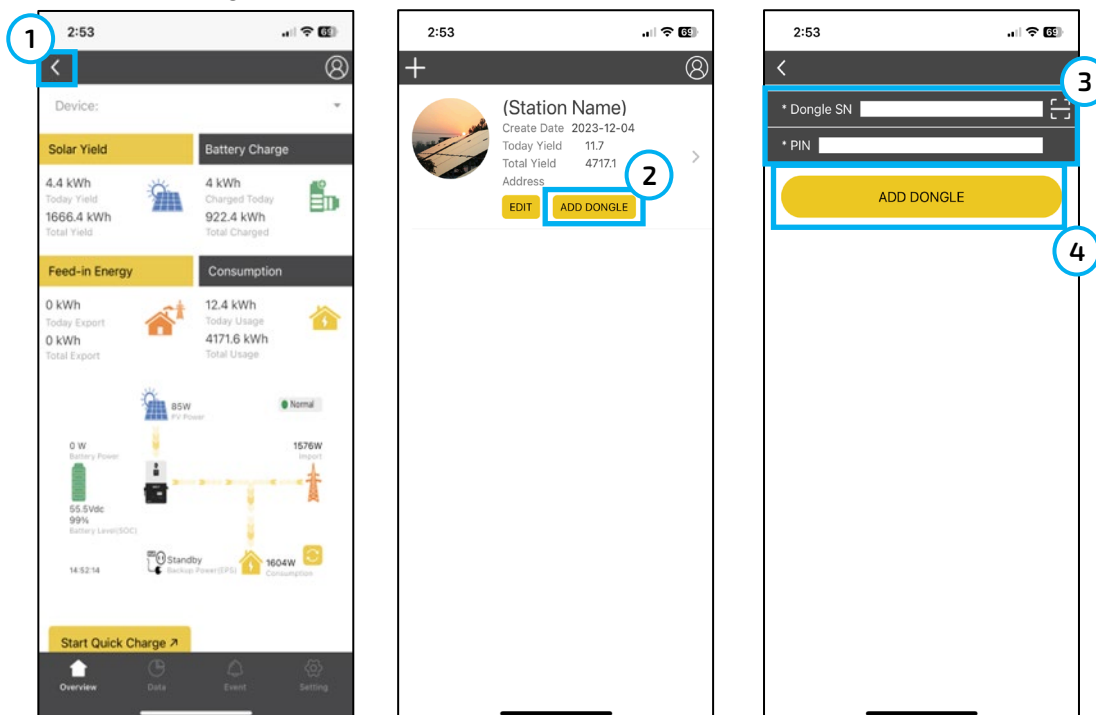 1
2:53
69
Device:
Solar Yield
Battery Charge
4.4 kWh
Today Yield
1666.4 kWh
Total Yield
4 kWh
Charged Today
922.4 kWh
Total Charged
Feed-in Energy
Consumption
0 kWh
Today Export
0 kWh
Total Export
12.4 kWh
Today Usage
4171.6 kWh
Total Usage
85W
PV Power
Normal
0 W
Battery Power
1576W
Import
55.5Vdc
99%
Battery Level(SOC)
Standby
Backup Power(EPS)
1604W
Consumption
14:52:14
Start Quick Charge ↗
Overview
Data
Event
Setting
2:53
69
(Station Name)
Create Date 2023-12-04
Today Yield 11.7
Total Yield 4717.1
Address
2
EDIT
ADD DONGLE
2:53
69
3
* Dongle SN
* PIN
ADD DONGLE
4